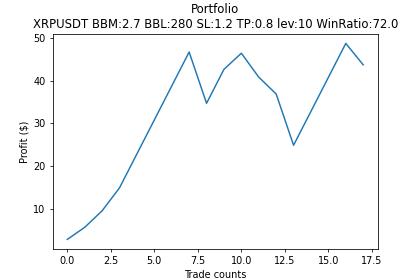 Portfolio
XRPUSDT BBM:2.7 BBL:280 SL:1.2 TP:0.8 lev:10 WinRatio:72.0
50
40
30
20
10
Profit ($)
0.0 2.5 5.0 7.5 10.0 12.5 15.0 17.5
Trade counts